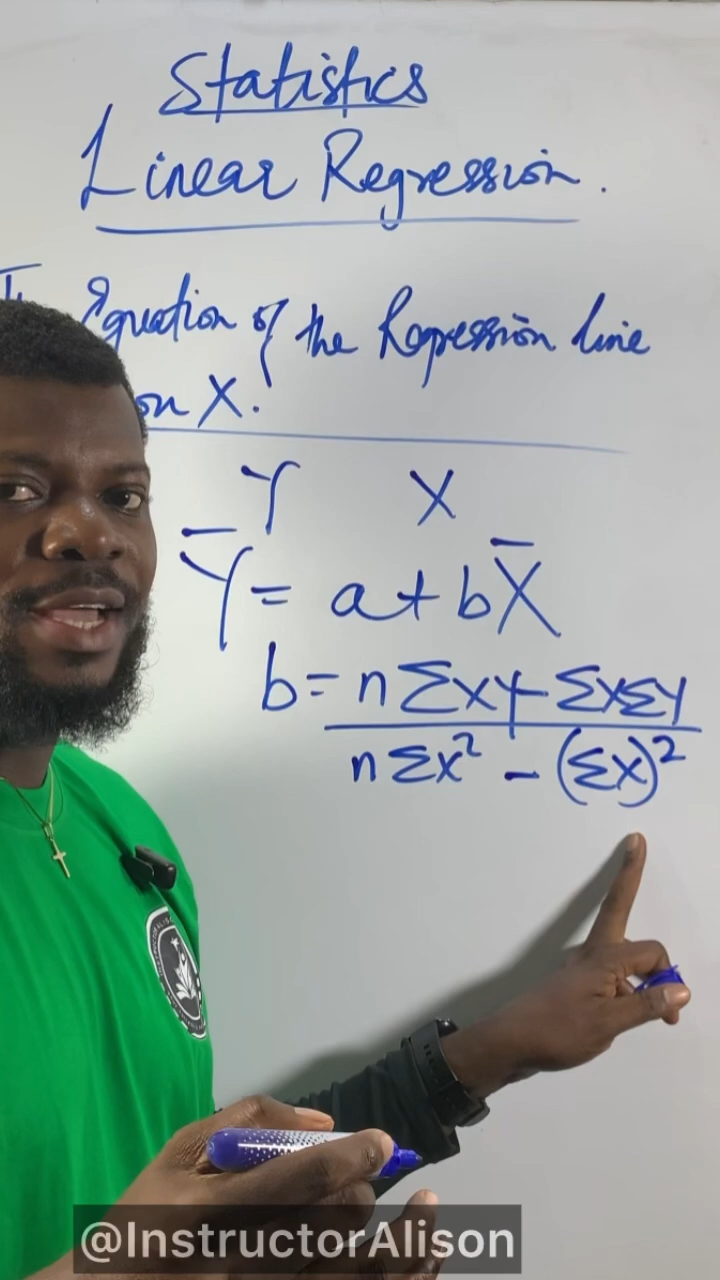 Statistics
Linear Regression.
Equation of the Regression line
on X.
Y X
Y̅ = a + bX̅
b = nΣxy - ΣxΣy
nΣx² - (Σx)²
@InstructorAlison